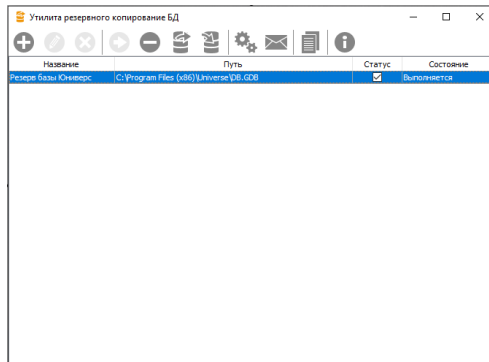 Утилита резервного копирование БД
Название Путь Статус Состояние
Резерв базы Юниверс C:\Program Files (x86)\Universe\DB.GDB Выполняется